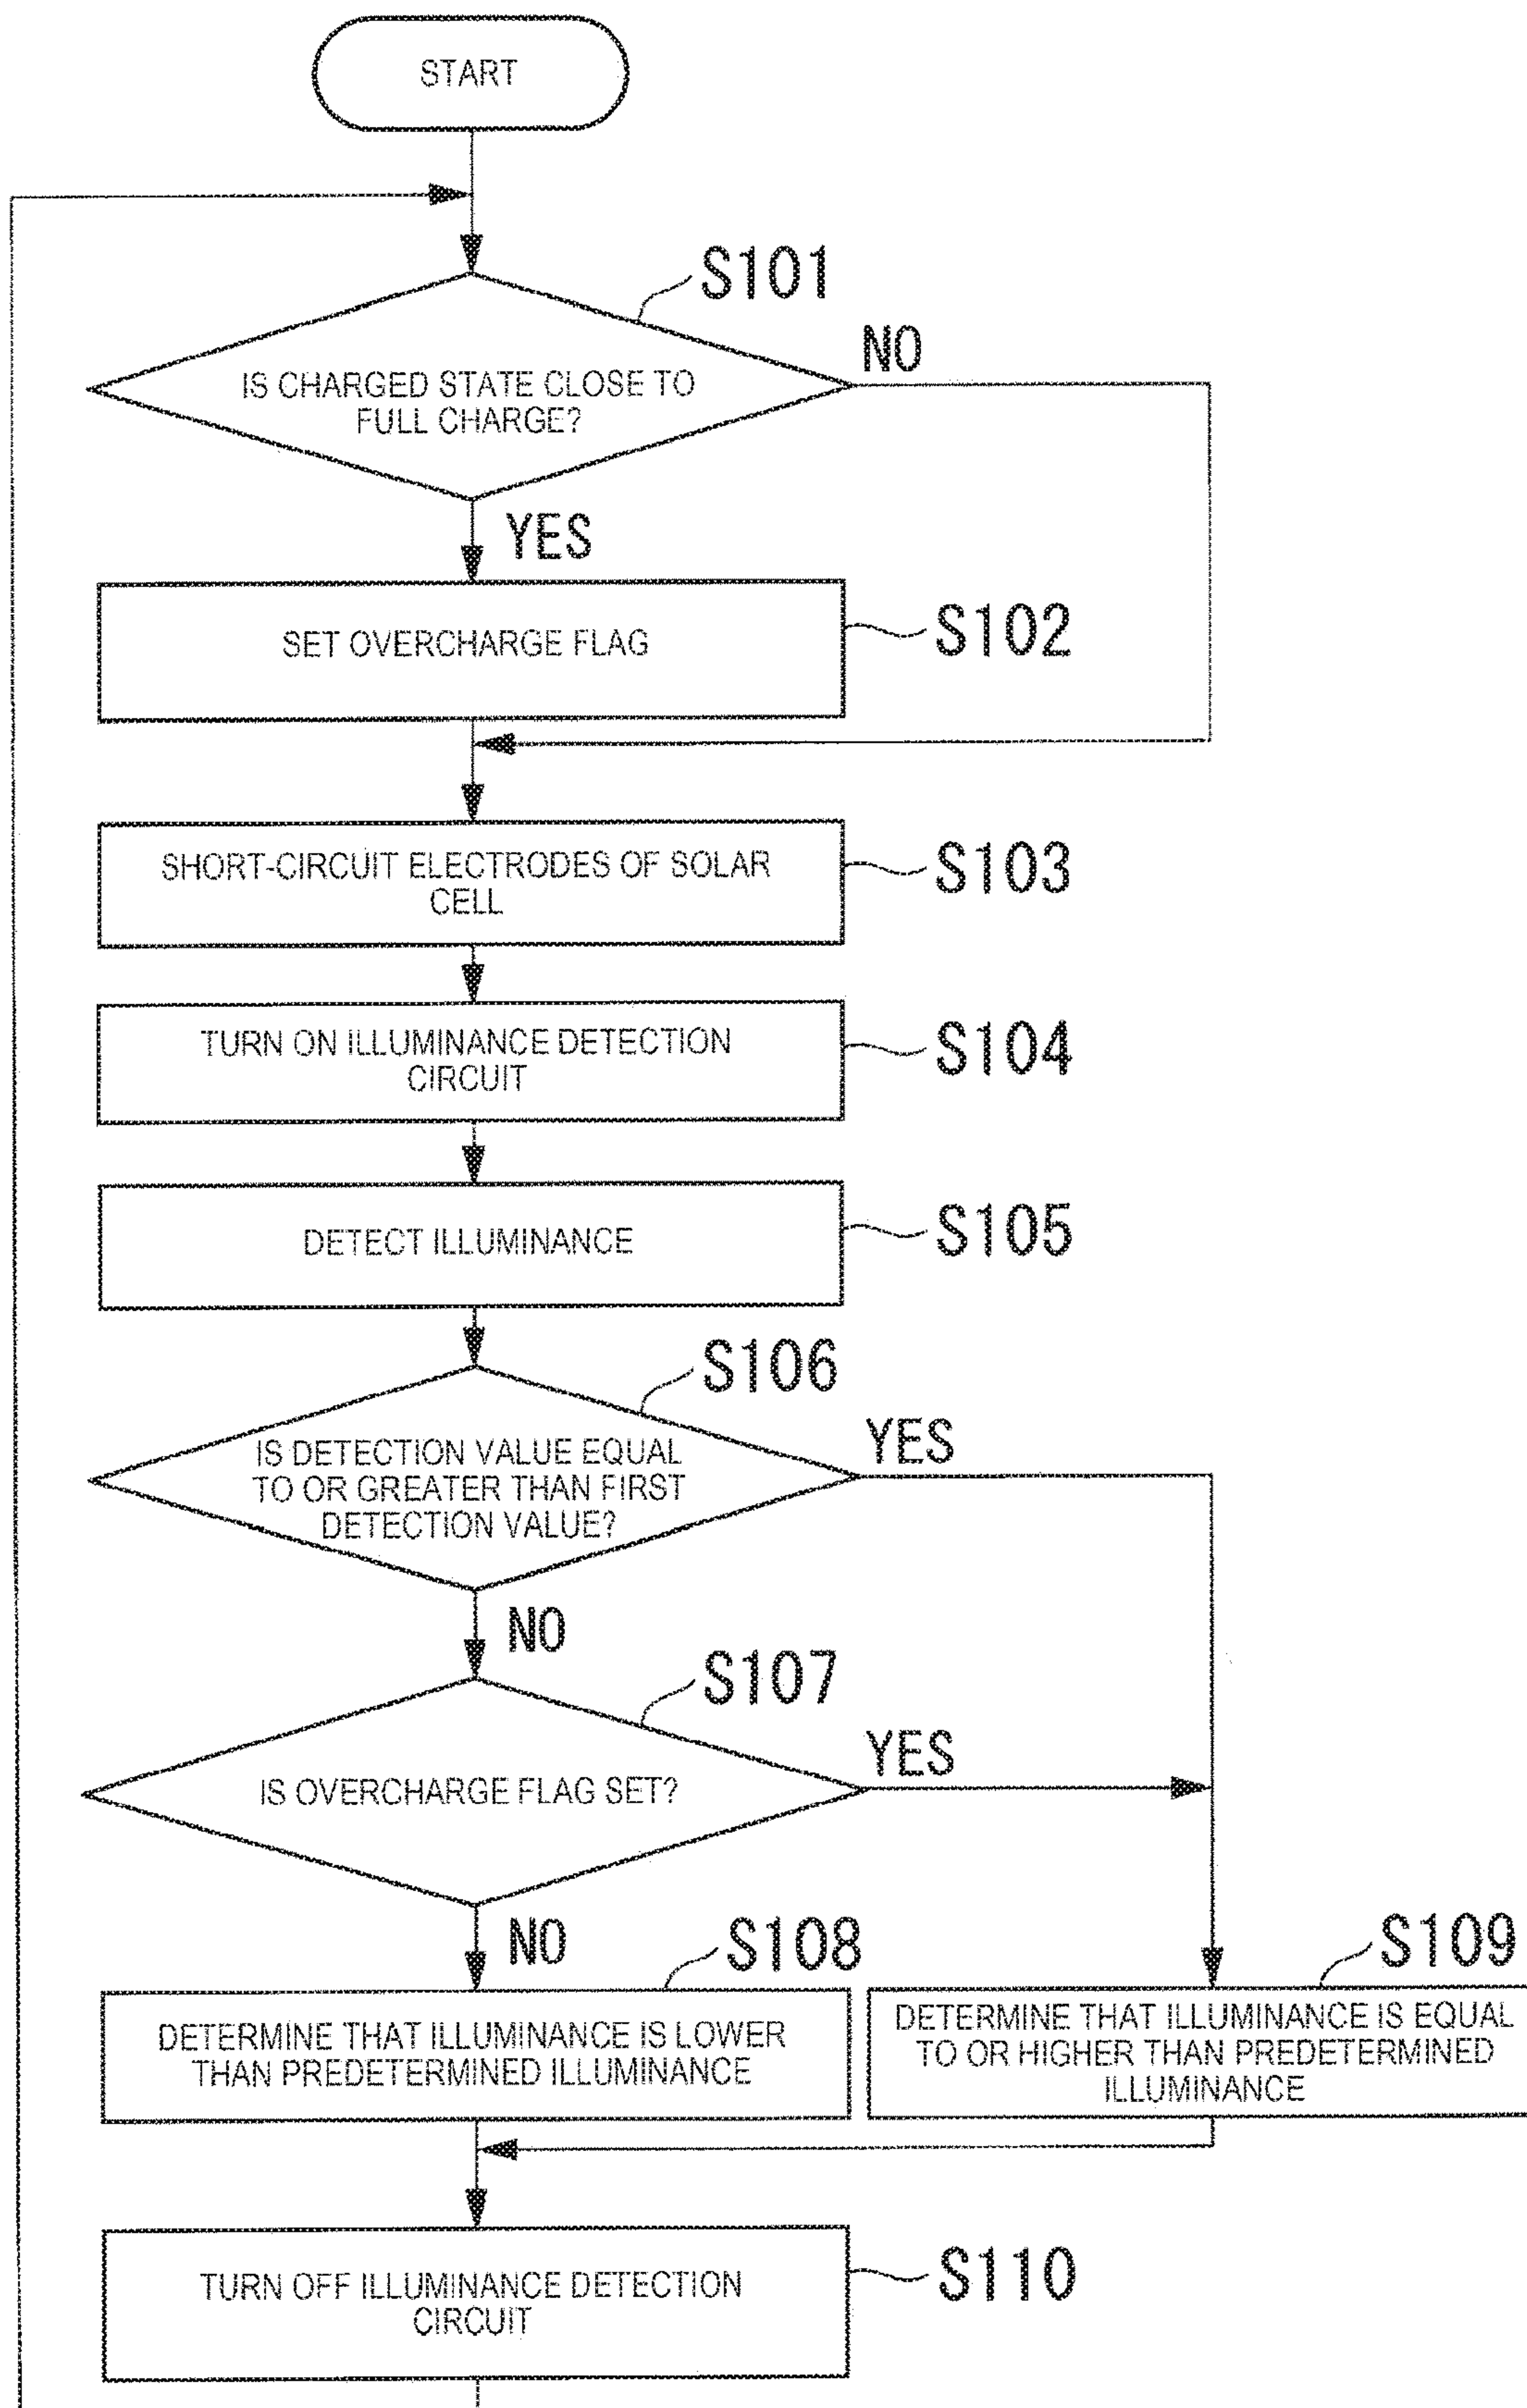 START
S101
NO
IS CHARGED STATE CLOSE TO
FULL CHARGE?
YES
SET OVERCHARGE FLAG
S102
SHORT-CIRCUIT ELECTRODES OF SOLAR
CELL
S103
TURN ON ILLUMINANCE DETECTION
CIRCUIT
S104
DETECT ILLUMINANCE
S105
S106
YES
IS DETECTION VALUE EQUAL
TO OR GREATER THAN FIRST
DETECTION VALUE?
NO
S107
YES
IS OVERCHARGE FLAG SET?
NO
S108
S109
DETERMINE THAT ILLUMINANCE IS LOWER
THAN PREDETERMINED ILLUMINANCE
DETERMINE THAT ILLUMINANCE IS EQUAL
TO OR HIGHER THAN PREDETERMINED
ILLUMINANCE
TURN OFF ILLUMINANCE DETECTION
CIRCUIT
S110